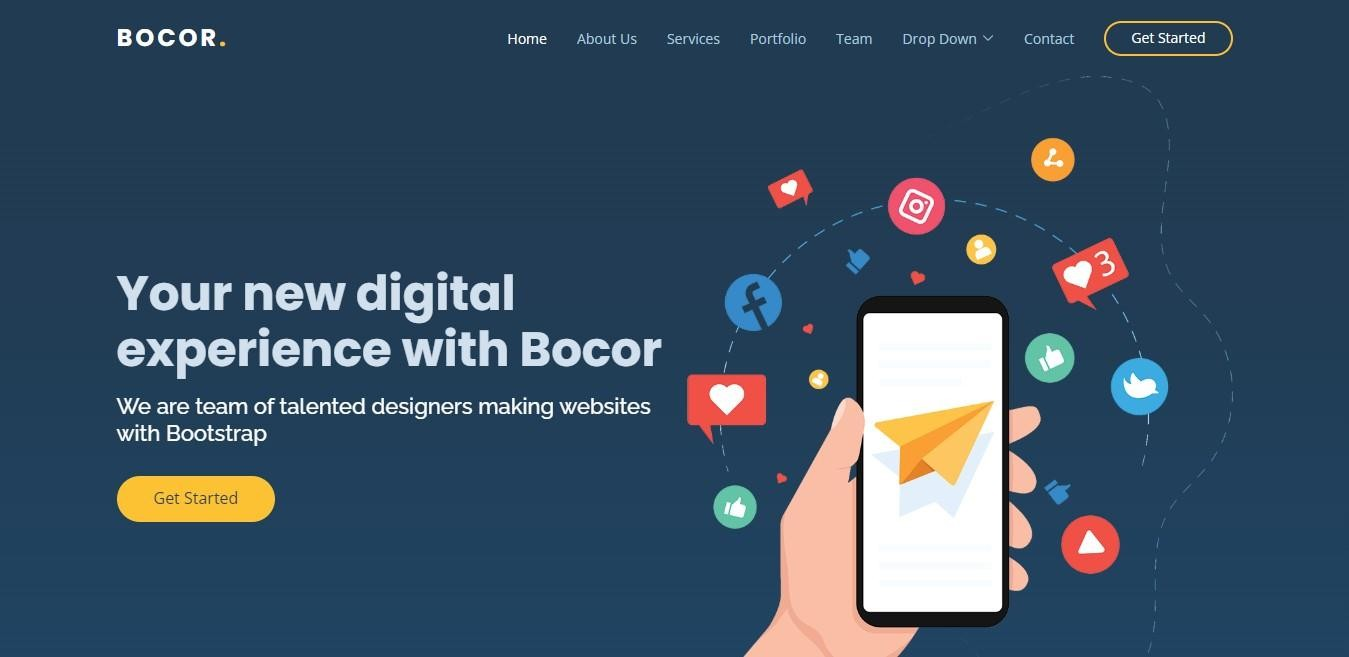 BOCOR.
Home About Us Services Portfolio Team Drop Down Contact Get Started
3
Your new digital
experience with Bocor
We are team of talented designers making websites
with Bootstrap
Get Started